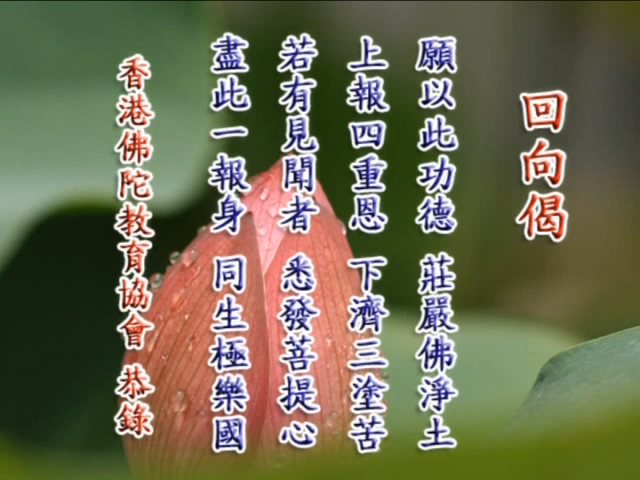 回向偈
願以此功德 莊嚴佛淨土
上報四重恩 下濟三塗苦
若有見聞者 悉發菩提心
盡此一報身 同生極樂國
香港佛陀教育協會 恭錄